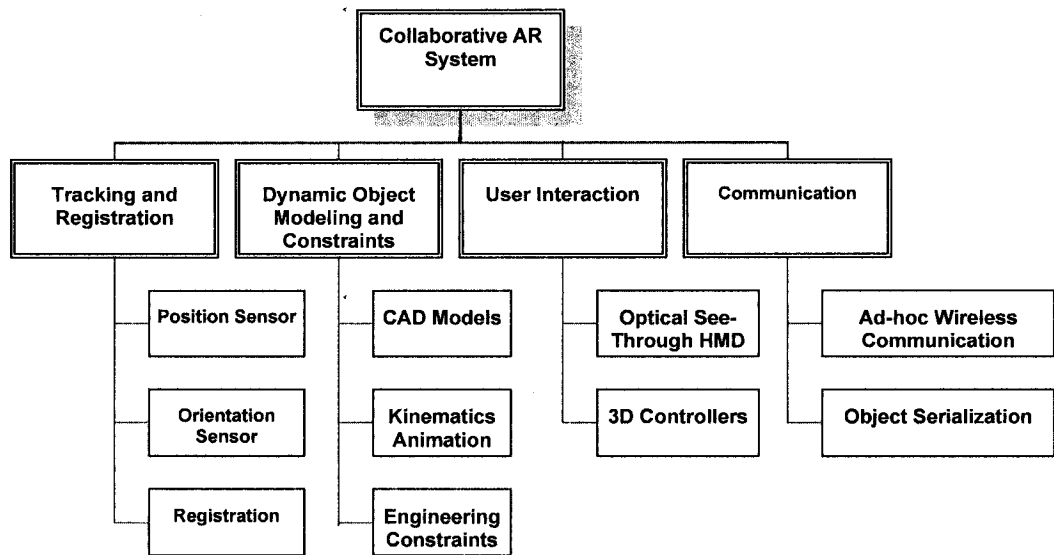 Collaborative AR
System
Tracking and
Registration
Dynamic Object
Modeling and
Constraints
User Interaction
Communication
Position Sensor
CAD Models
Optical See-
Through HMD
Ad-hoc Wireless
Communication
Orientation
Sensor
Kinematics
Animation
3D Controllers
Object Serialization
Registration
Engineering
Constraints